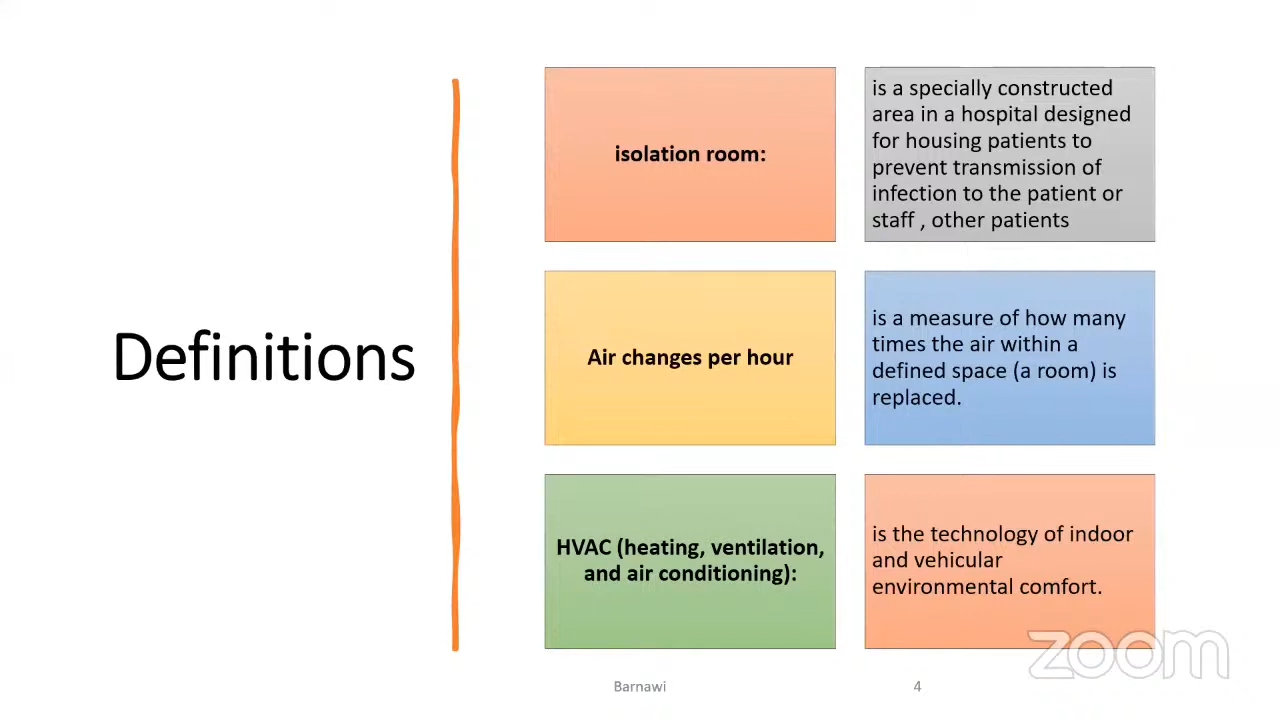 Definitions
isolation room:
is a specially constructed
area in a hospital designed
for housing patients to
prevent transmission of
infection to the patient or
staff , other patients
Air changes per hour
is a measure of how many
times the air within a
defined space (a room) is
replaced.
HVAC (heating, ventilation,
and air conditioning):
is the technology of indoor
and vehicular
environmental comfort.
zoom
Barnawi
4